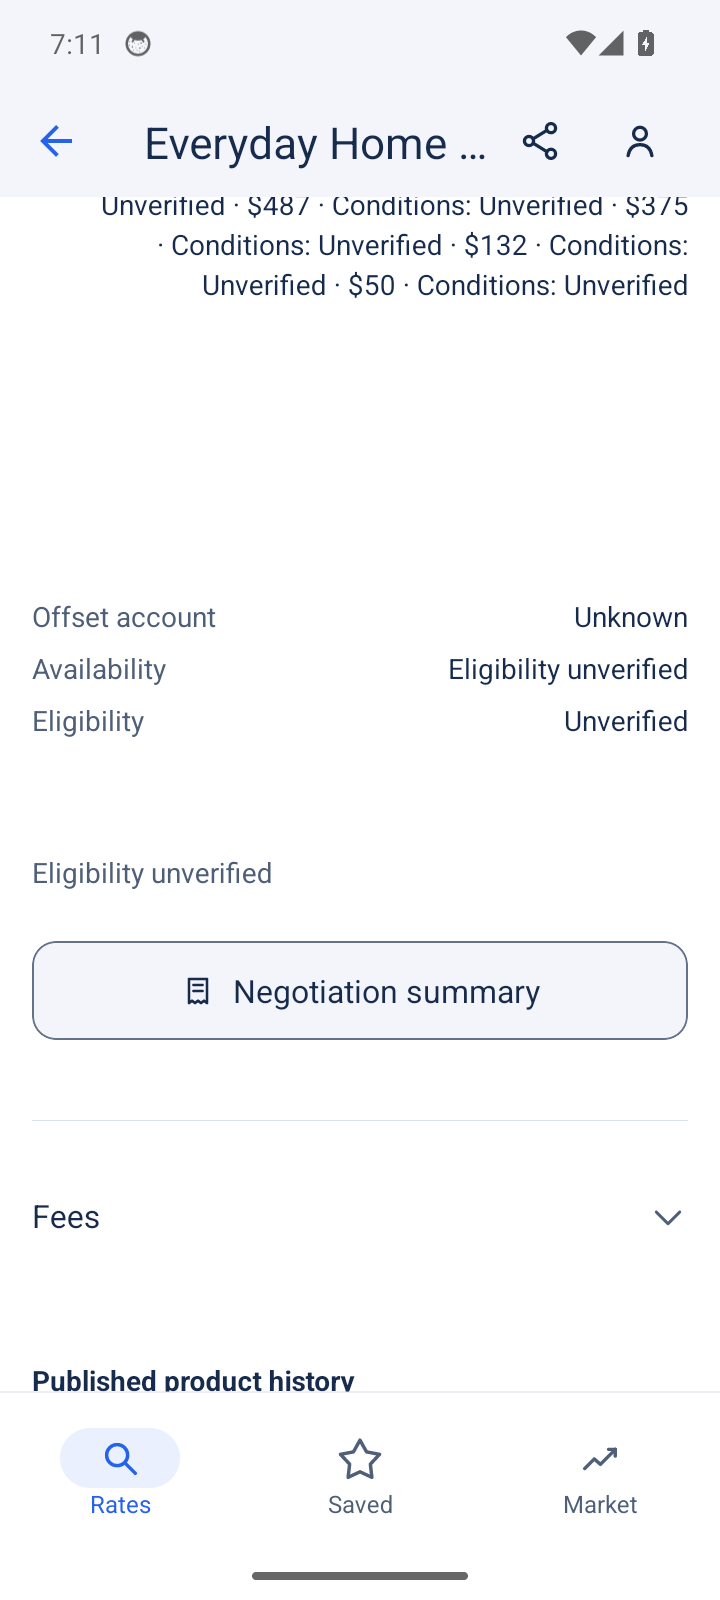 7:11
Everyday Home ...
Unverified · $487 · Conditions: Unverified · $375
· Conditions: Unverified · $132 · Conditions:
Unverified · $50 · Conditions: Unverified
Offset account Unknown
Availability Eligibility unverified
Eligibility Unverified
Eligibility unverified
Negotiation summary
Fees
Published product history
Rates Saved Market